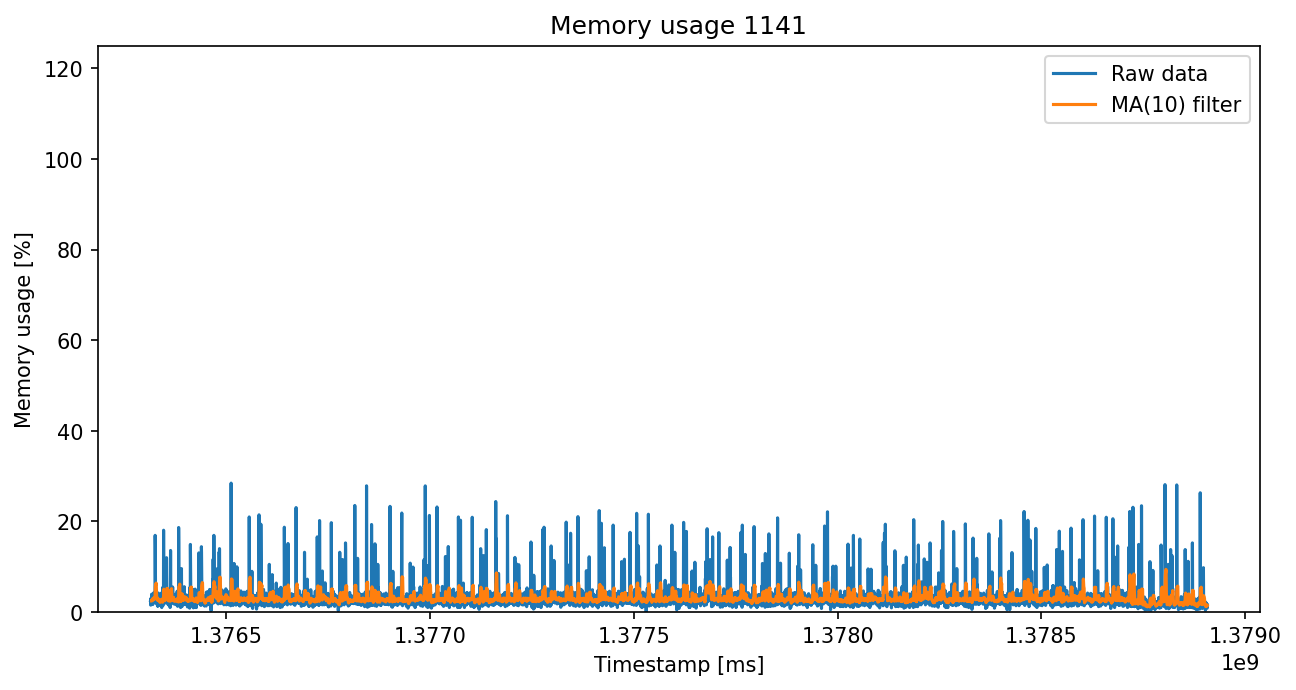 Memory usage 1141
Raw data
MA(10) filter
120
100
80
60
40
20
0
Memory usage [%]
1.3765 1.3770 1.3775 1.3780 1.3785 1.3790
1e9
Timestamp [ms]